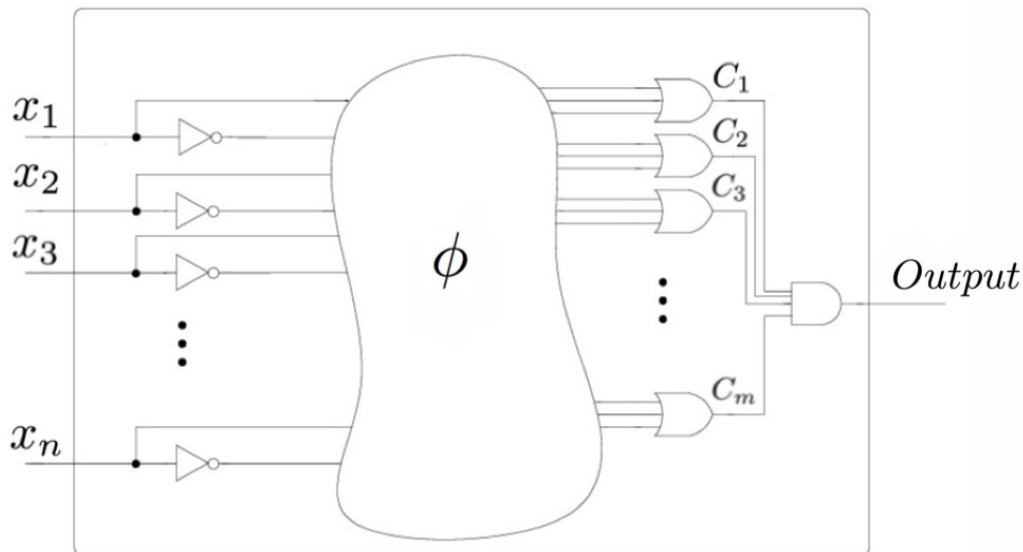 x₁
x₂
x₃
xₙ
ϕ
C₁
C₂
C₃
Cₘ
Output